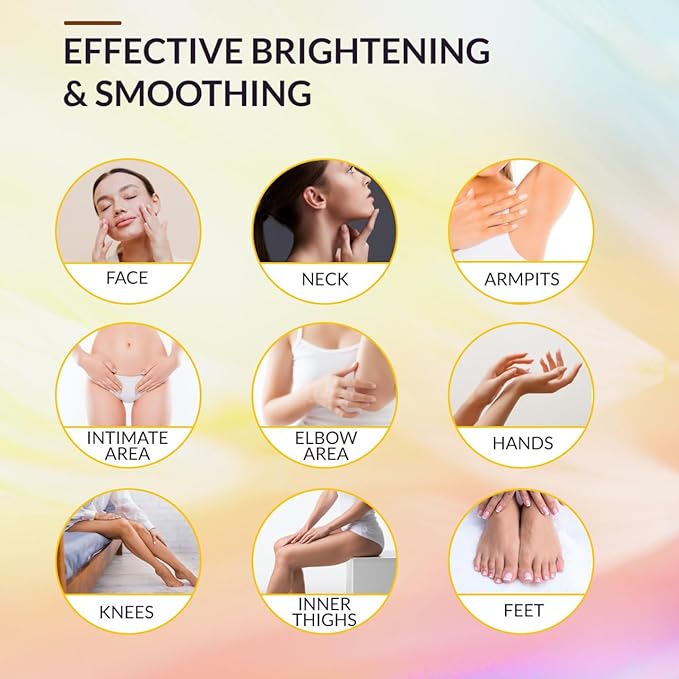 EFFECTIVE BRIGHTENING
& SMOOTHING
FACE
NECK
ARMPITS
INTIMATE
AREA
ELBOW
AREA
HANDS
KNEES
INNER
THIGHS
FEET